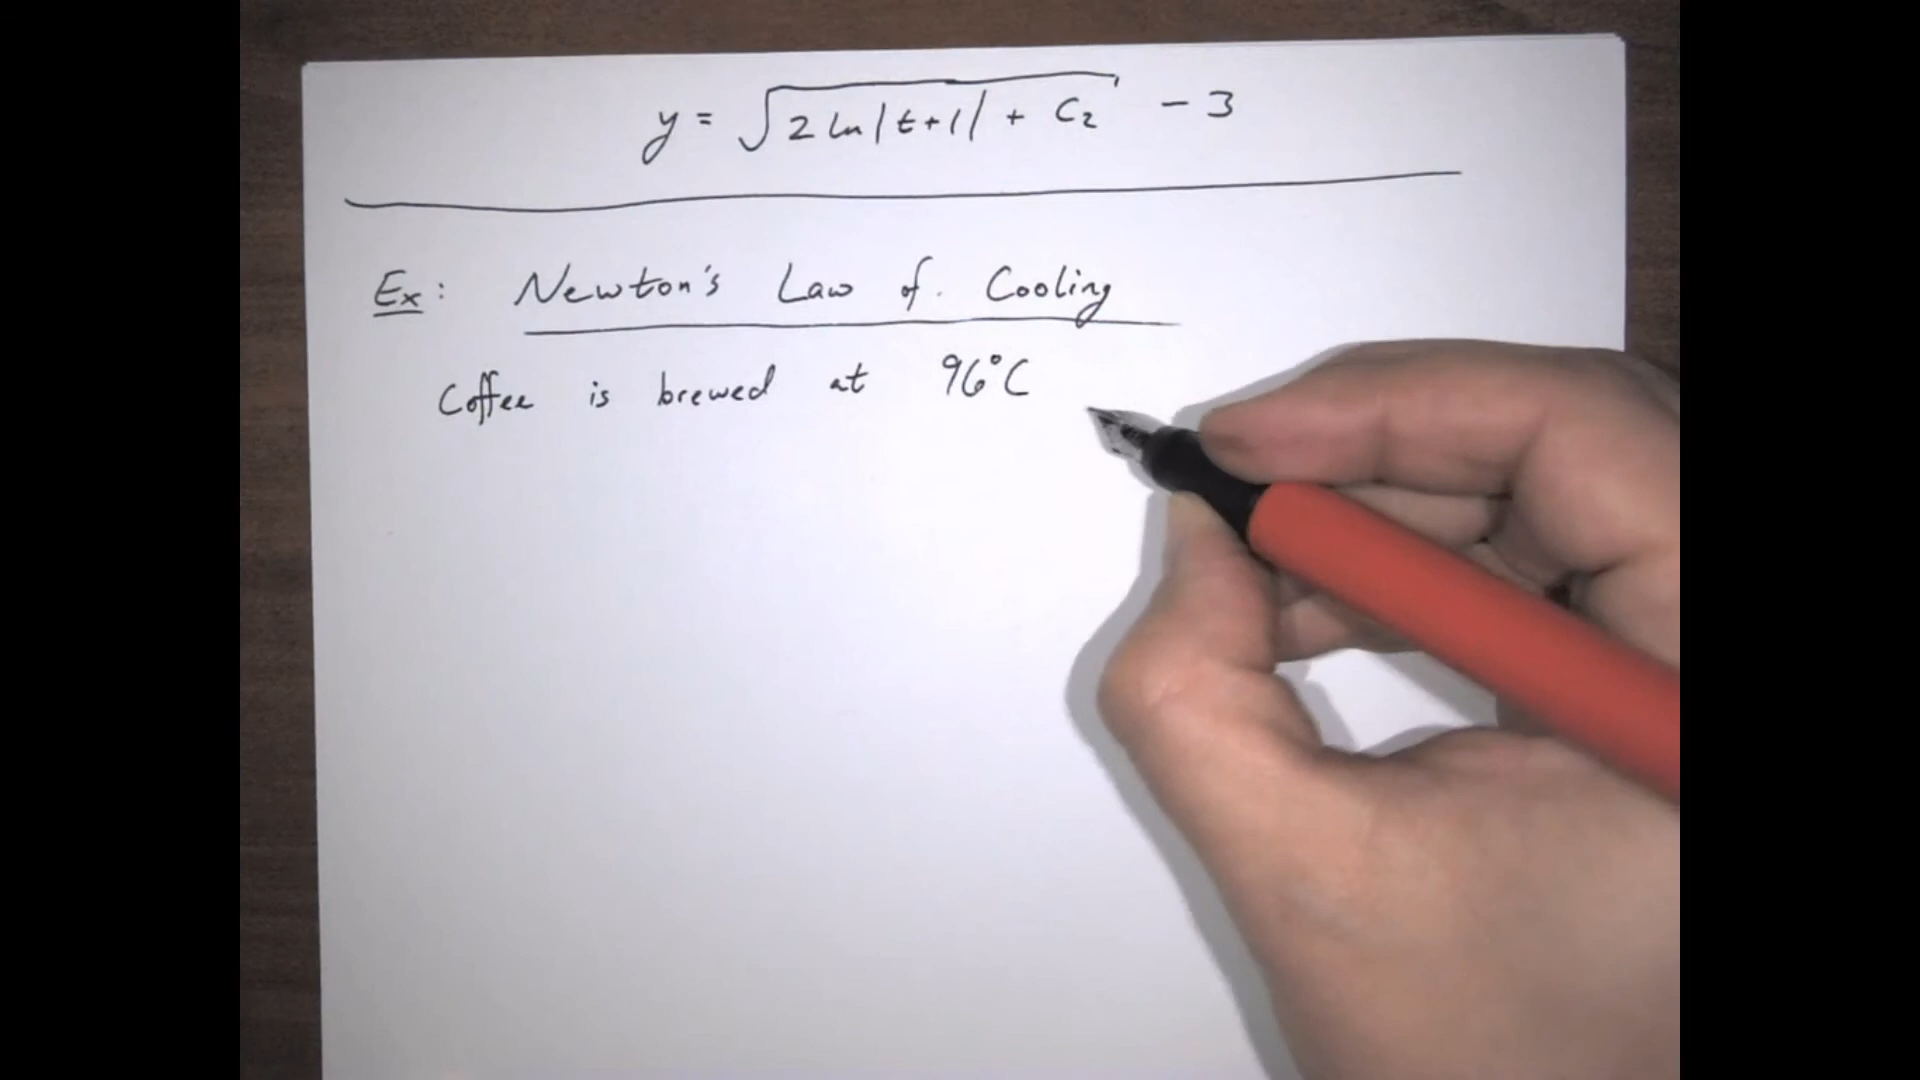 y = √(2 ln|t+1| + C₂) - 3
Ex: Newton's Law of Cooling
Coffee is brewed at 96°C